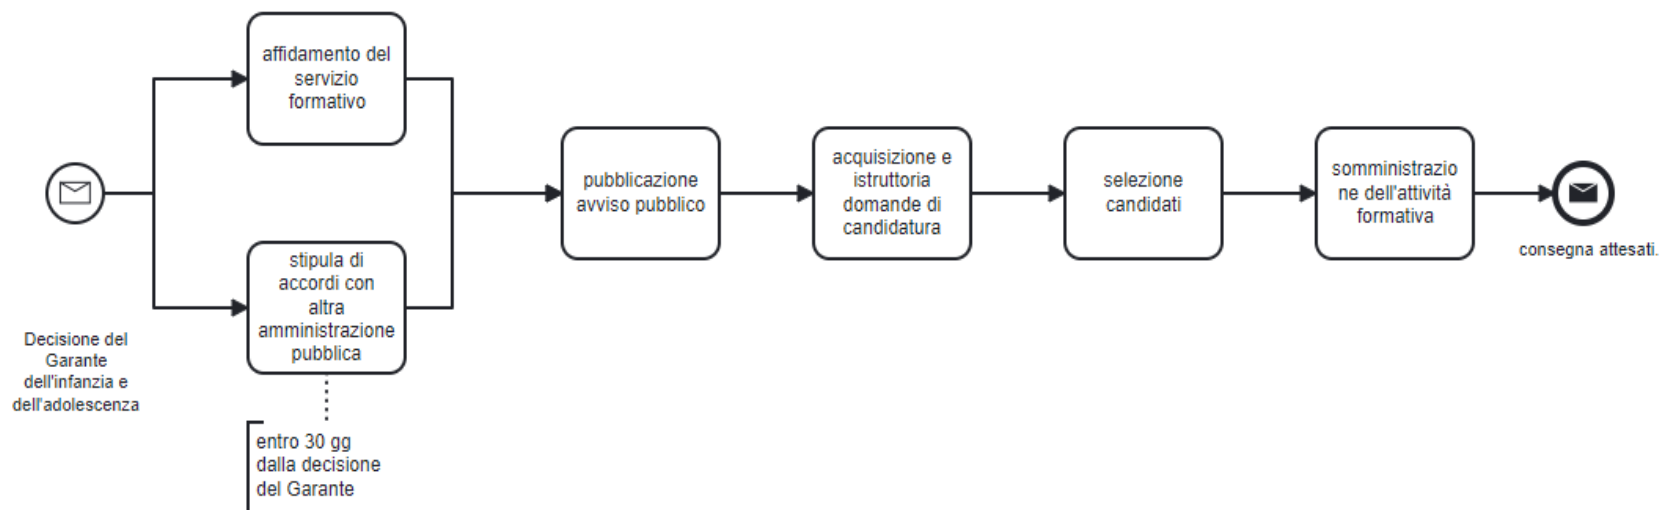 affidamento del
servizio
formativo
Decisione del
Garante
dell'infanzia e
dell'adolescenza
stipula di
accordi con
altra
amministrazione
pubblica
entro 30 gg
dalla decisione
del Garante
pubblicazione
avviso pubblico
acquisizione e
istruttoria
domande di
candidatura
selezione
candidati
somministrazio
ne dell'attività
formativa
consegna attesati.